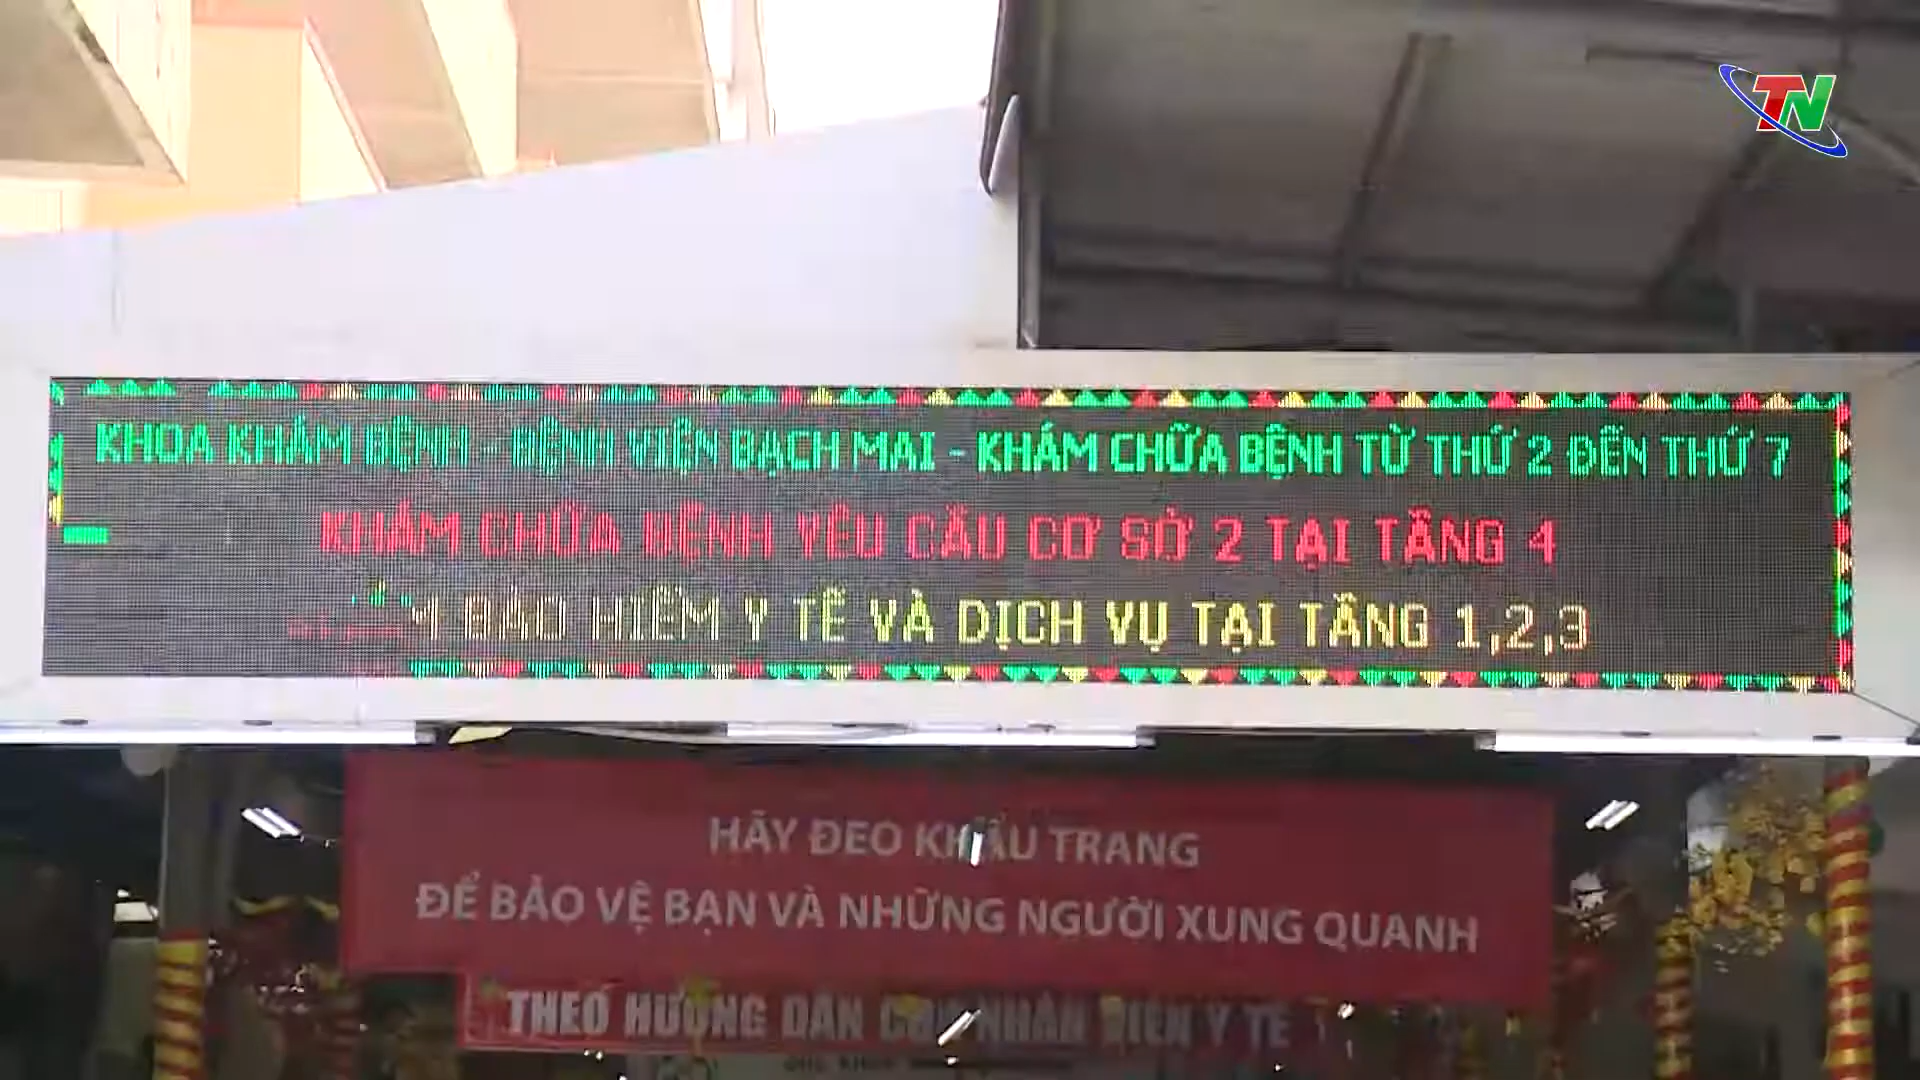 TN
KHOA KHÁM BỆNH - BỆNH VIỆN BẠCH MAI - KHÁM CHỮA BỆNH TỪ THỨ 2 ĐẾN THỨ 7
KHÁM CHỮA BỆNH YÊU CẦU CƠ SỞ 2 TẠI TẦNG 4
BẢO HIỂM Y TẾ VÀ DỊCH VỤ TẠI TẦNG 1,2,3
HÃY ĐEO KHẨU TRANG
ĐỂ BẢO VỆ BẠN VÀ NHỮNG NGƯỜI XUNG QUANH
THEO HƯỚNG DẪN CỦA NHÂN VIÊN Y TẾ